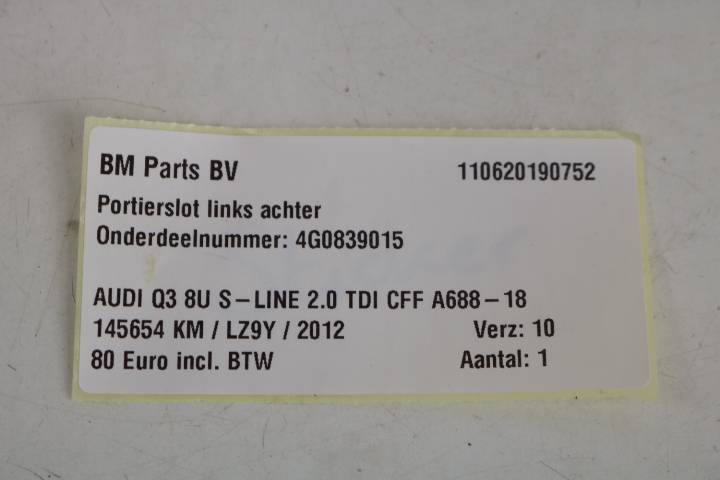 BM Parts BV 110620190752
Portierslot links achter
Onderdeelnummer: 4G0839015
AUDI Q3 8U S-LINE 2.0 TDI CFF A688-18
145654 KM / LZ9Y / 2012 Verz: 10
80 Euro incl. BTW Aantal: 1